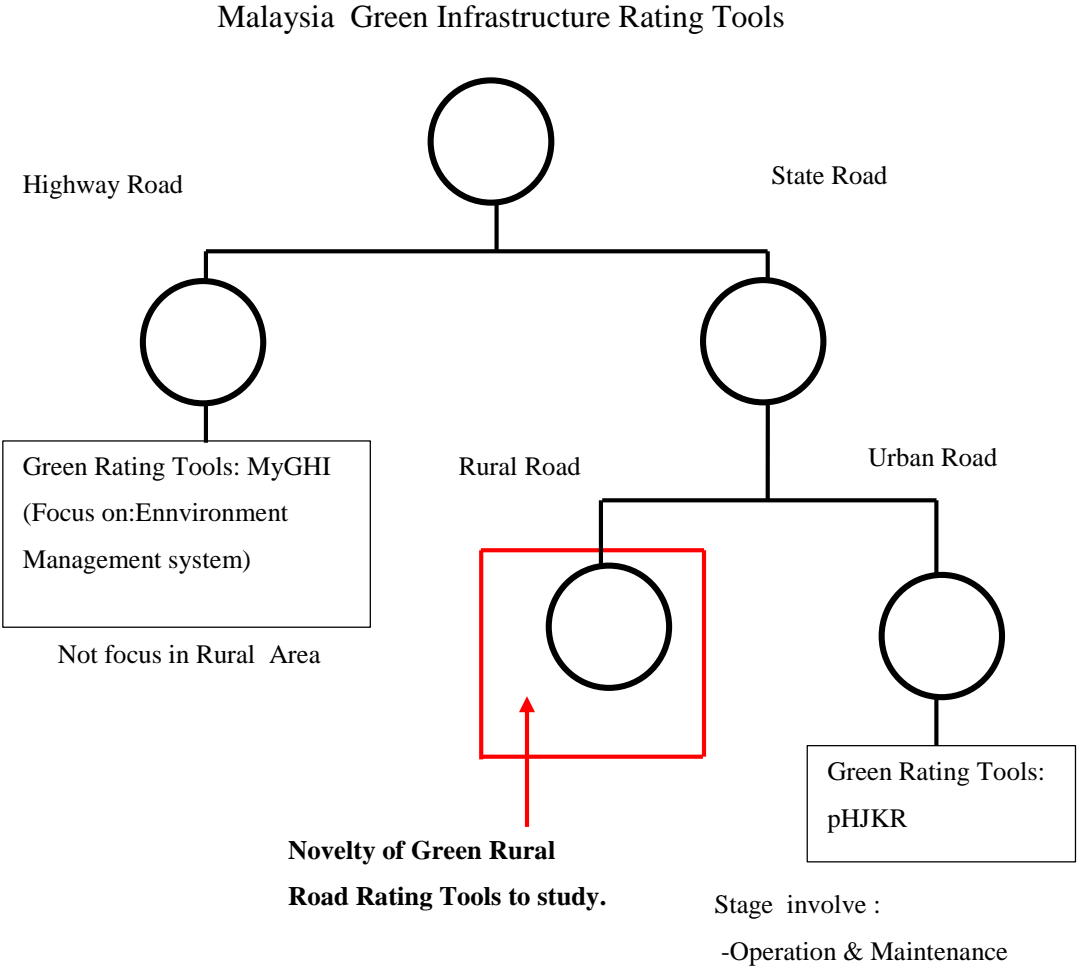 Malaysia Green Infrastructure Rating Tools
Highway Road
State Road
Green Rating Tools: MyGHI
(Focus on:Ennvironment
Management system)
Not focus in Rural Area
Rural Road
Urban Road
Novelty of Green Rural
Road Rating Tools to study.
Green Rating Tools:
pHJKR
Stage involve :
-Operation & Maintenance